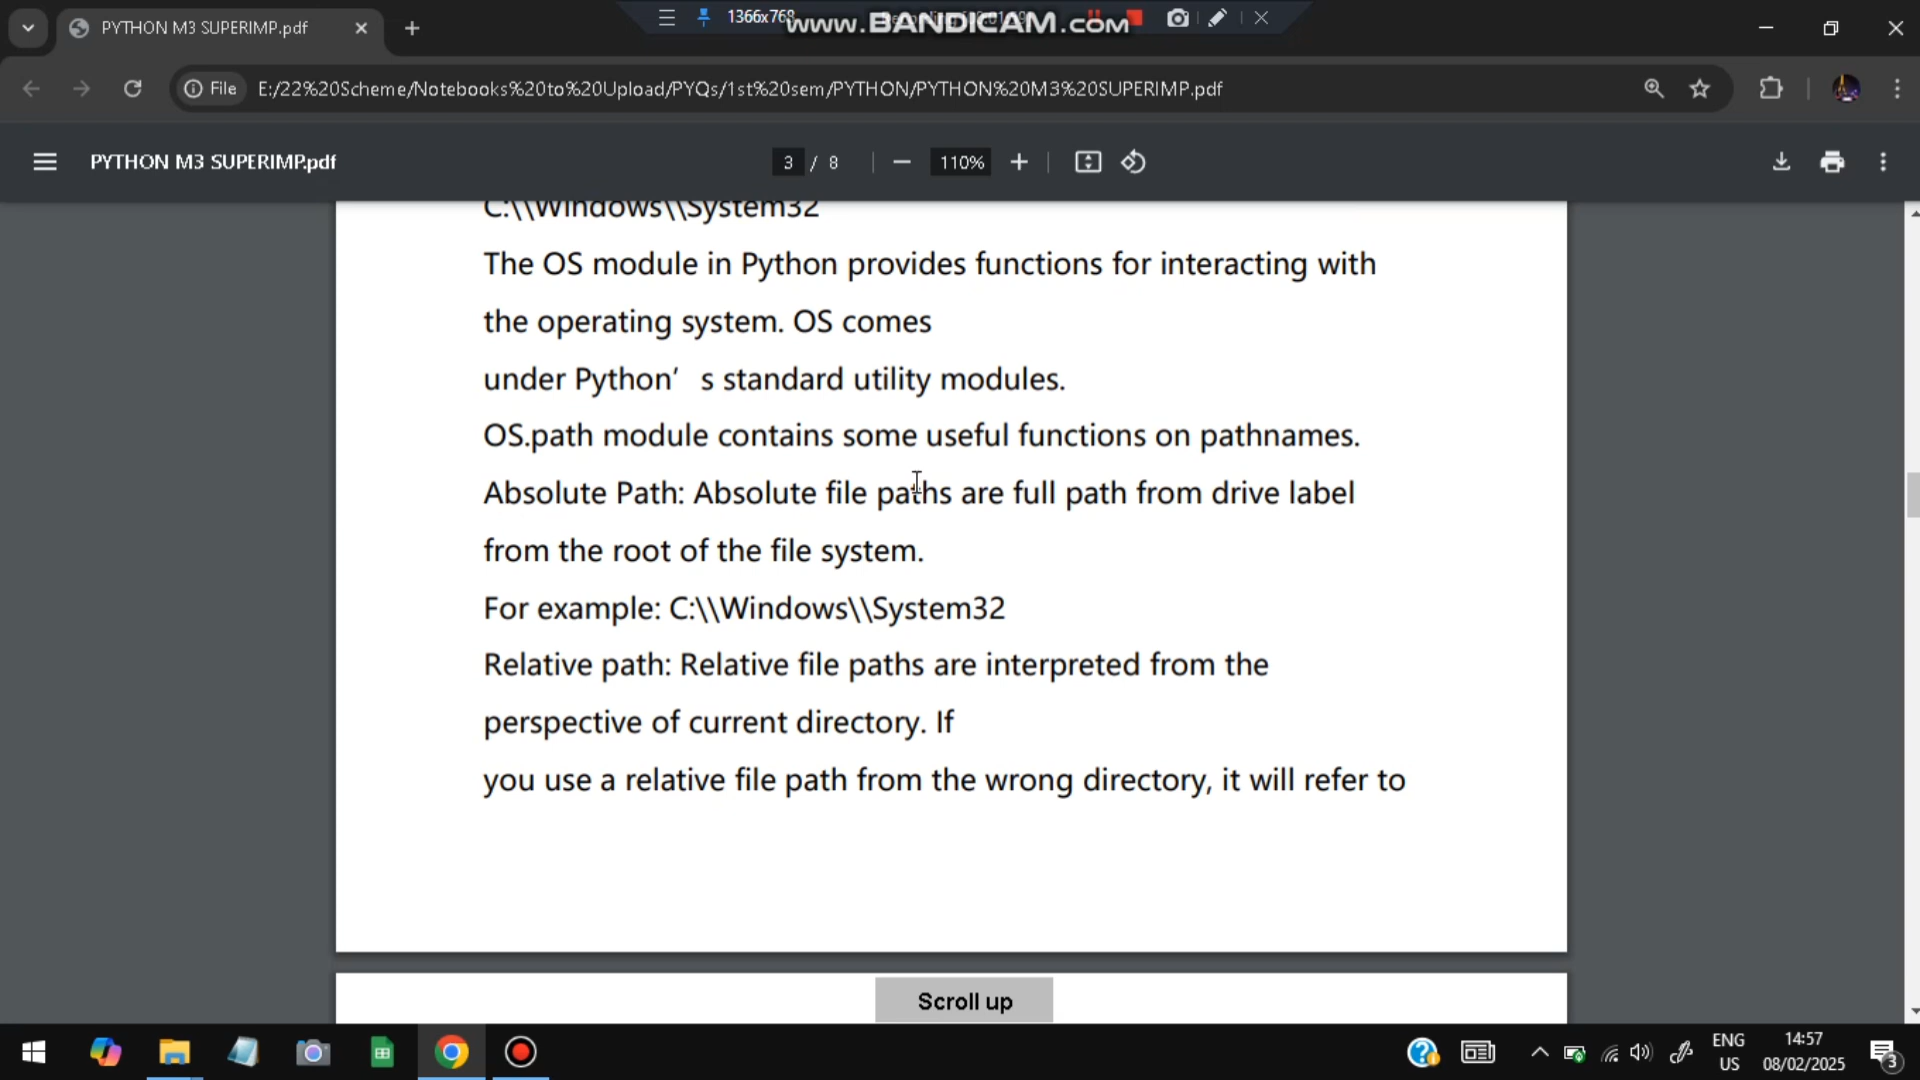 PYTHON M3 SUPERIMP.pdf
1366x768
www.BANDICAM.com
File
E:/22%20Scheme/Notebooks%20to%20Upload/PYQs/1st%20sem/PYTHON/PYTHON%20M3%20SUPERIMP.pdf
PYTHON M3 SUPERIMP.pdf
3 / 8
110%
C:\\Windows\\System32
The OS module in Python provides functions for interacting with
the operating system. OS comes
under Python’s standard utility modules.
OS.path module contains some useful functions on pathnames.
Absolute Path: Absolute file paths are full path from drive label
from the root of the file system.
For example: C:\\Windows\\System32
Relative path: Relative file paths are interpreted from the
perspective of current directory. If
you use a relative file path from the wrong directory, it will refer to
Scroll up
ENG
US
14:57
08/02/2025
3